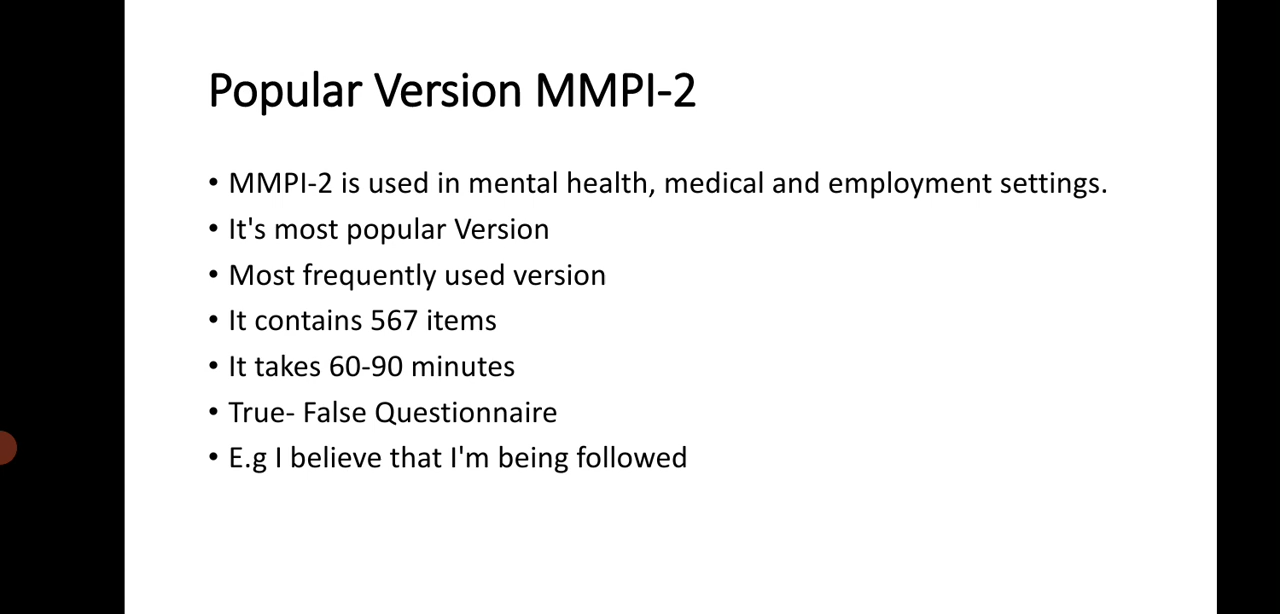 Popular Version MMPI-2
• MMPI-2 is used in mental health, medical and employment settings.
• It's most popular Version
• Most frequently used version
• It contains 567 items
• It takes 60-90 minutes
• True- False Questionnaire
• E.g I believe that I'm being followed